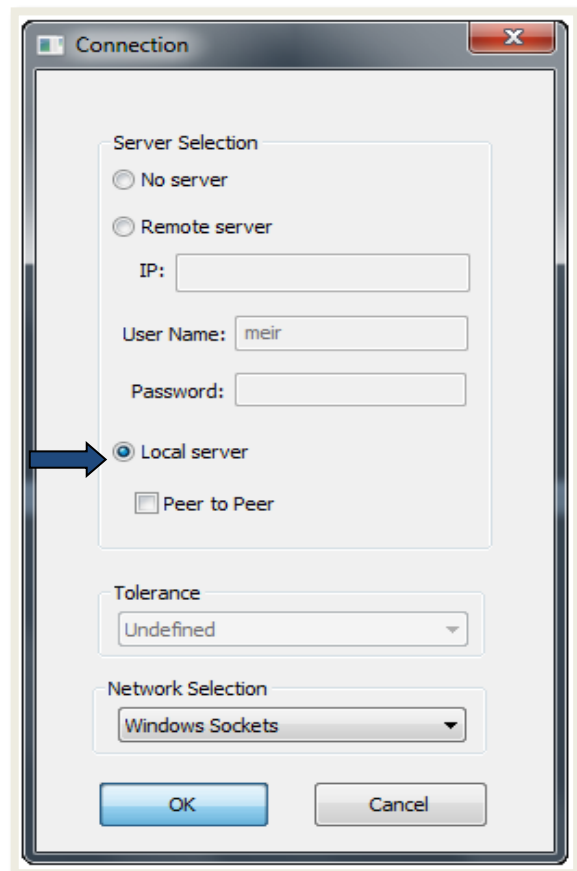 Connection
Server Selection
No server
Remote server
IP:
User Name: meir
Password:
Local server
Peer to Peer
Tolerance
Undefined
Network Selection
Windows Sockets
OK Cancel